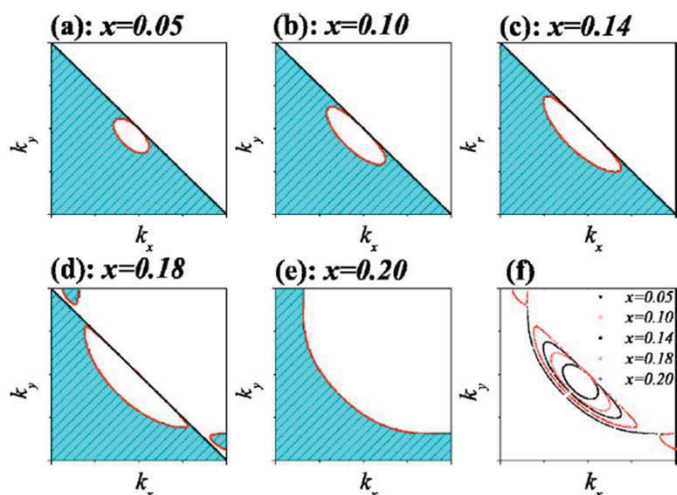 (a): x=0.05
(b): x=0.10
(c): x=0.14
k_y
k_y
k_r
k_x
k_x
k_x
(d): x=0.18
(e): x=0.20
(f)
x=0.05
x=0.10
x=0.14
x=0.18
x=0.20
k_y
k_y
k_y
k_x
k_x
k_x